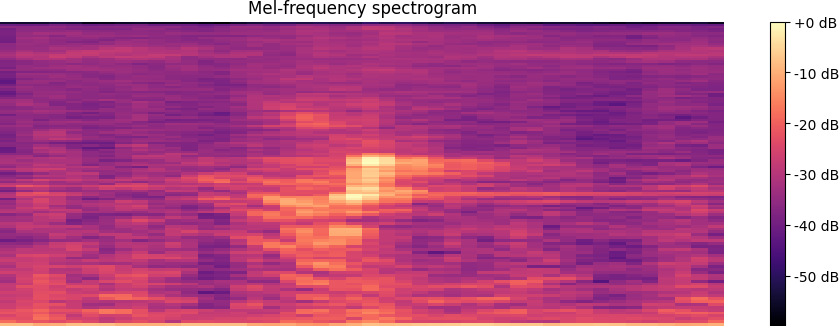 Mel-frequency spectrogram
+0 dB
-10 dB
-20 dB
-30 dB
-40 dB
-50 dB